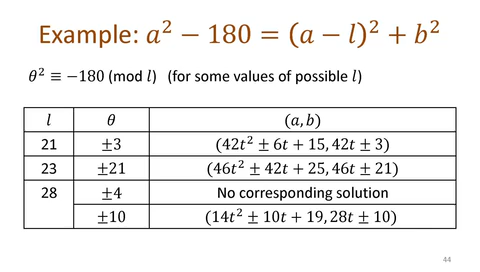 Example: 𝑎² − 180 = (𝑎 − 𝑙)² + 𝑏²
𝜃² ≡ −180 (mod 𝑙) (for some values of possible 𝑙)
𝑙 𝜃 (𝑎, 𝑏)
21 ±3 (42𝑡² ± 6𝑡 + 15, 42𝑡 ± 3)
23 ±21 (46𝑡² ± 42𝑡 + 25, 46𝑡 ± 21)
28 ±4 No corresponding solution
±10 (14𝑡² ± 10𝑡 + 19, 28𝑡 ± 10)
44